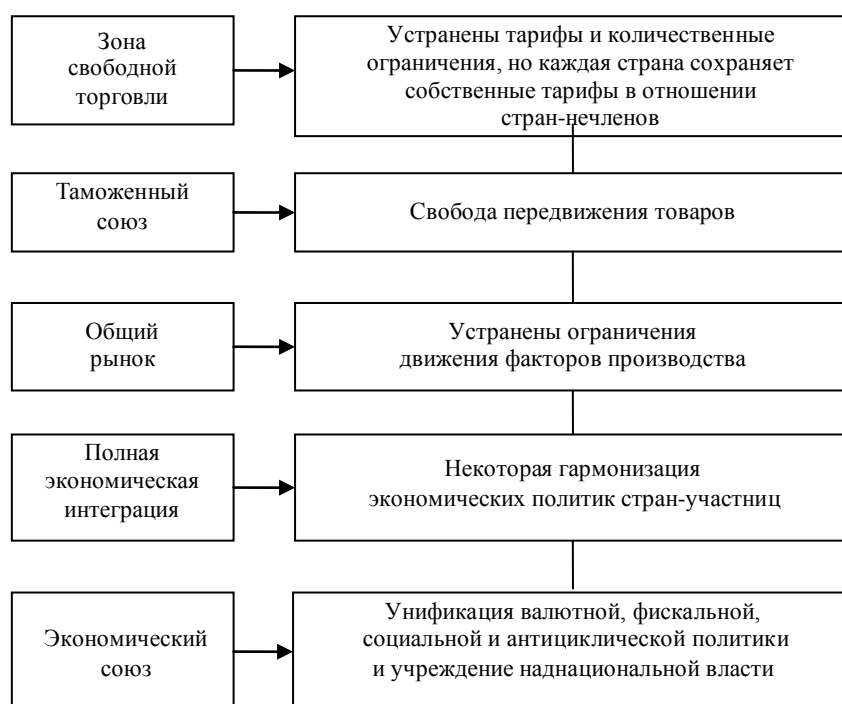 Зона
свободной
торговли
Устранены тарифы и количественные
ограничения, но каждая страна сохраняет
собственные тарифы в отношении
стран-нечленов
Таможенный
союз
Свобода передвижения товаров
Общий
рынок
Устранены ограничения
движения факторов производства
Полная
экономическая
интеграция
Некоторая гармонизация
экономических политик стран-участниц
Экономический
союз
Унификация валютной, фискальной,
социальной и антициклической политики
и учреждение наднациональной власти